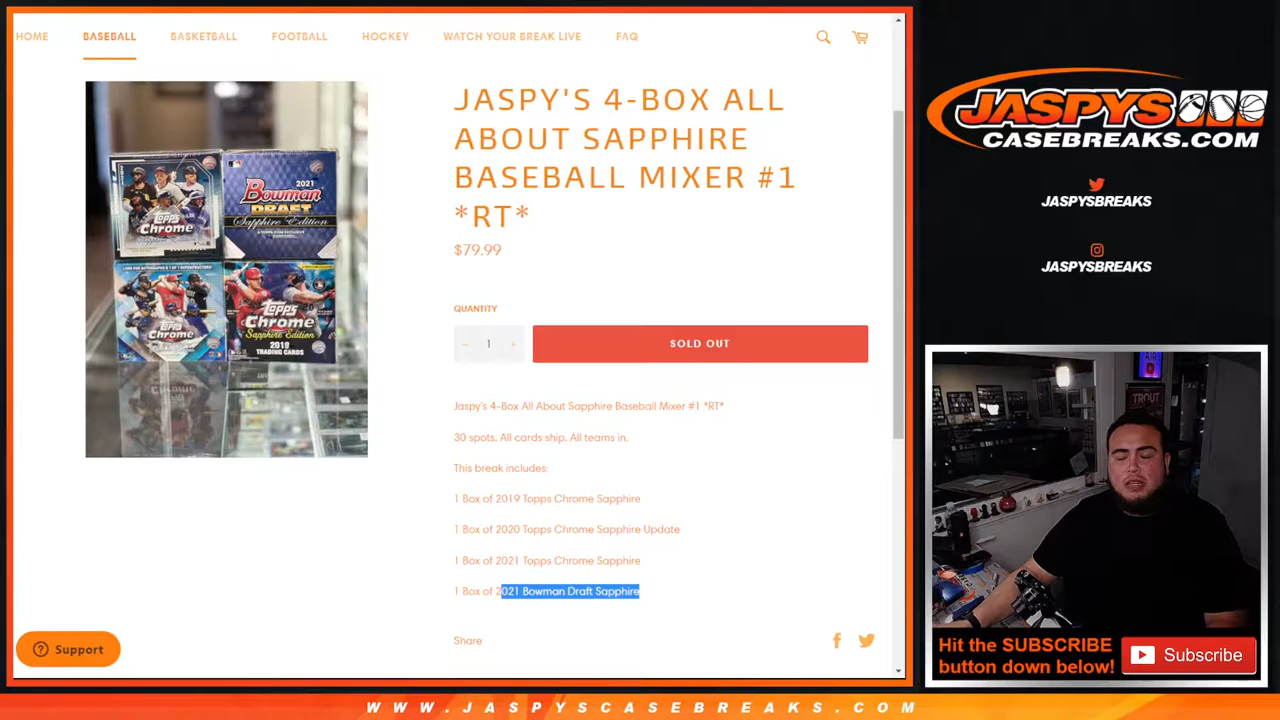 HOME
BASEBALL
BASKETBALL
FOOTBALL
HOCKEY
WATCH YOUR BREAK LIVE
FAQ
JASPY'S 4-BOX ALL
ABOUT SAPPHIRE
BASEBALL MIXER #1
*RT*
$79.99
QUANTITY
− 1 +
SOLD OUT
Jaspy's 4-Box All About Sapphire Baseball Mixer #1 *RT*
30 spots. All cards ship. All teams in.
This break includes:
1 Box of 2019 Topps Chrome Sapphire
1 Box of 2020 Topps Chrome Sapphire Update
1 Box of 2021 Topps Chrome Sapphire
1 Box of 2021 Bowman Draft Sapphire
Share
Support
Topps
Chrome
2021
Bowman
DRAFT
Sapphire Edition
Chrome
Topps
Chrome
Sapphire Edition
2019
TRADING CARDS
JASPYS
CASEBREAKS.COM
JASPYSBREAKS
JASPYSBREAKS
TROUT
Hit the SUBSCRIBE
button down below!
Subscribe
WWW.JASPYSCASEBREAKS.COM